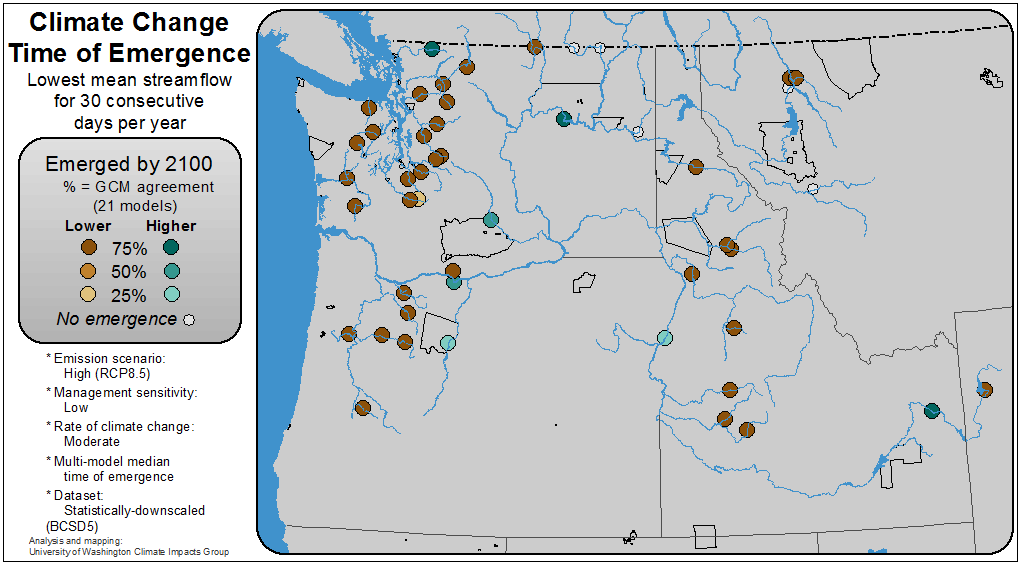 Climate Change
Time of Emergence
Lowest mean streamflow
for 30 consecutive
days per year
Emerged by 2100
% = GCM agreement
(21 models)
Lower Higher
75%
50%
25%
No emergence
* Emission scenario:
High (RCP8.5)
* Management sensitivity:
Low
* Rate of climate change:
Moderate
* Multi-model median
time of emergence
* Dataset:
Statistically-downscaled
(BCSD5)
Analysis and mapping:
University of Washington Climate Impacts Group